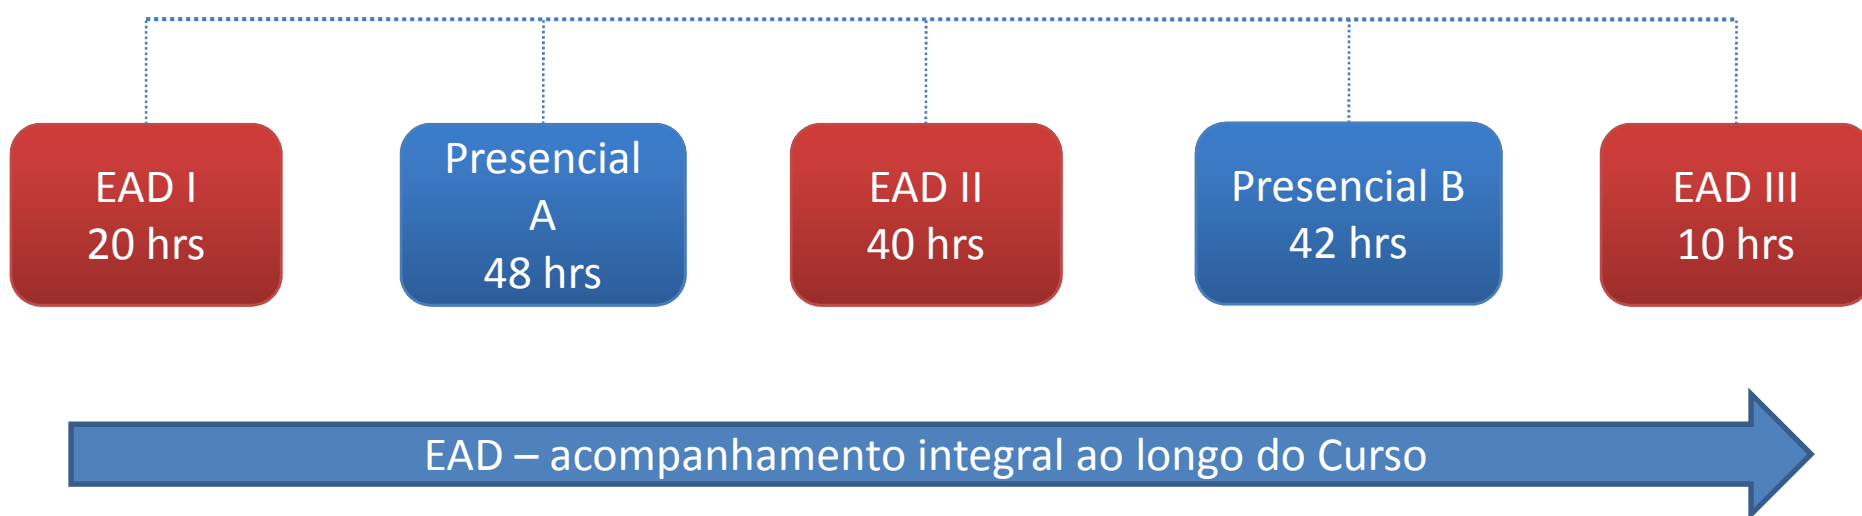 EAD I
20 hrs
Presencial
A
48 hrs
EAD II
40 hrs
Presencial B
42 hrs
EAD III
10 hrs
EAD – acompanhamento integral ao longo do Curso